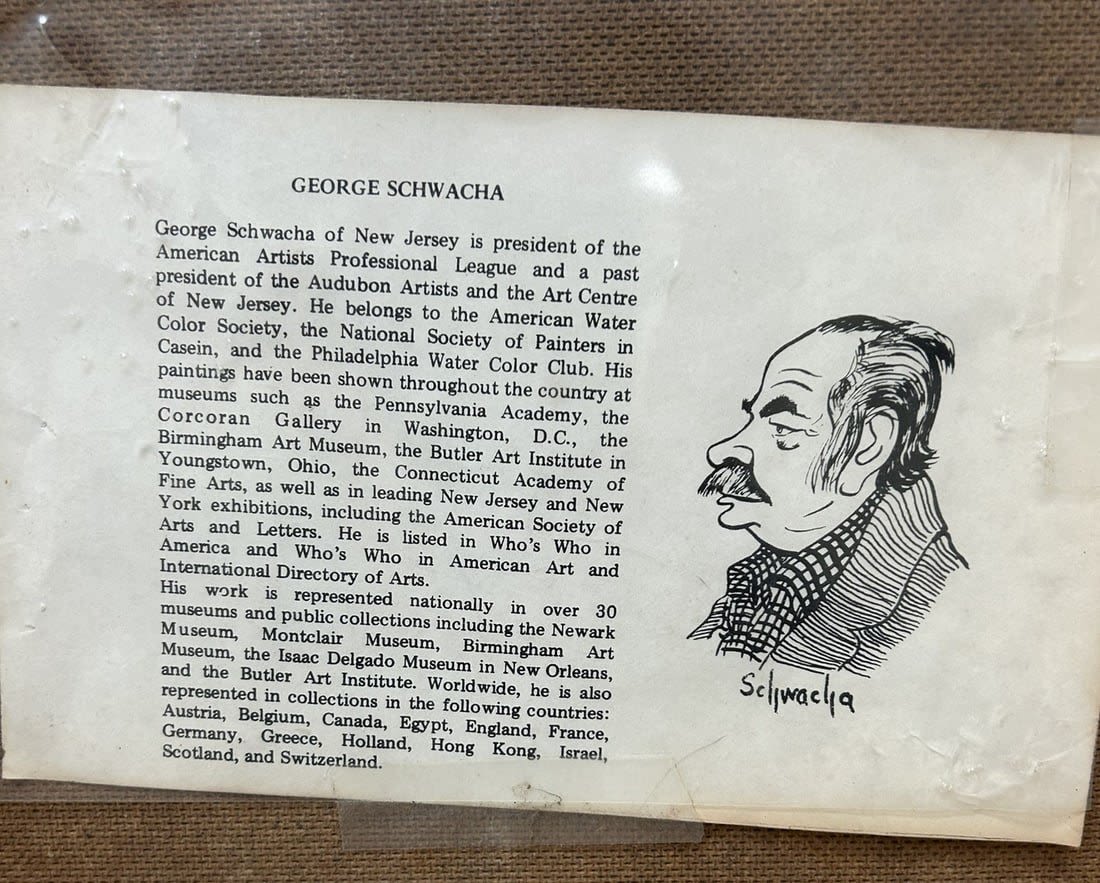 GEORGE SCHWACHA
George Schwacha of New Jersey is president of the
American Artists Professional League and a past
president of the Audubon Artists and the Art Centre
of New Jersey. He belongs to the American Water
Color Society, the National Society of Painters in
Casein, and the Philadelphia Water Color Club. His
paintings have been shown throughout the country at
museums such as the Pennsylvania Academy, the
Corcoran Gallery in Washington, D.C., the
Birmingham Art Museum, the Butler Art Institute in
Youngstown, Ohio, the Connecticut Academy of
Fine Arts, as well as in leading New Jersey and New
York exhibitions, including the American Society of
Arts and Letters. He is listed in Who's Who in
America and Who's Who in American Art and
International Directory of Arts.
His work is represented nationally in over 30
museums and public collections including the Newark
Museum, Montclair Museum, Birmingham Art
Museum, the Isaac Delgado Museum in New Orleans,
and the Butler Art Institute. Worldwide, he is also
represented in collections in the following countries:
Austria, Belgium, Canada, Egypt, England, France,
Germany, Greece, Holland, Hong Kong, Israel,
Scotland, and Switzerland.
Schwacha